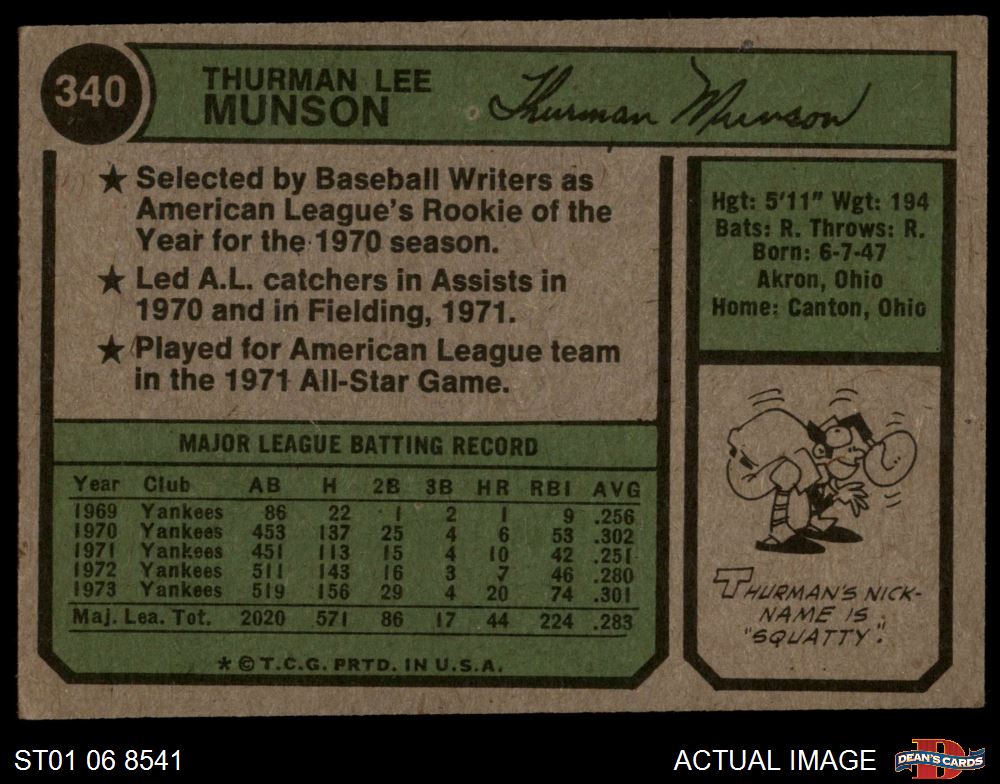 340
THURMAN LEE
MUNSON
Thurman Munson
★ Selected by Baseball Writers as
American League's Rookie of the
Year for the 1970 season.
★ Led A.L. catchers in Assists in
1970 and in Fielding, 1971.
★ Played for American League team
in the 1971 All-Star Game.
Hgt: 5'11" Wgt: 194
Bats: R. Throws: R.
Born: 6-7-47
Akron, Ohio
Home: Canton, Ohio
MAJOR LEAGUE BATTING RECORD
Year Club AB H 2B 3B HR RBI AVG
1969 Yankees 86 22 1 2 1 9 .256
1970 Yankees 453 137 25 4 6 53 .302
1971 Yankees 451 113 15 4 10 42 .251
1972 Yankees 511 143 16 3 7 46 .280
1973 Yankees 519 156 29 4 20 74 .301
Maj. Lea. Tot. 2020 571 86 17 44 224 .283
* © T.C.G. PRTD. IN U.S.A.
THURMAN'S NICK-
NAME IS
"SQUATTY".
ST01 06 8541
ACTUAL IMAGE
DEAN'S CARDS